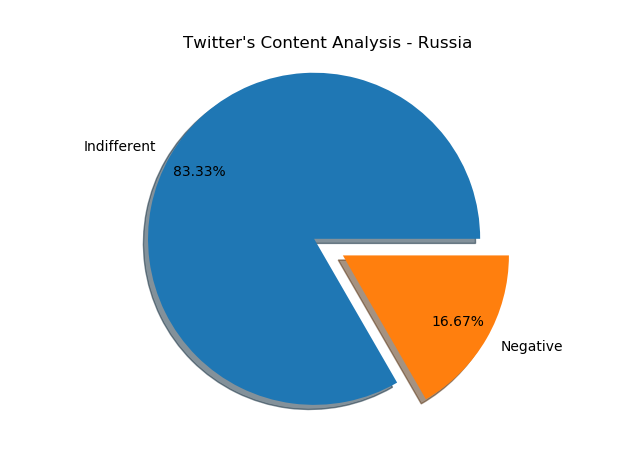 Twitter's Content Analysis - Russia
Indifferent
83.33%
16.67%
Negative